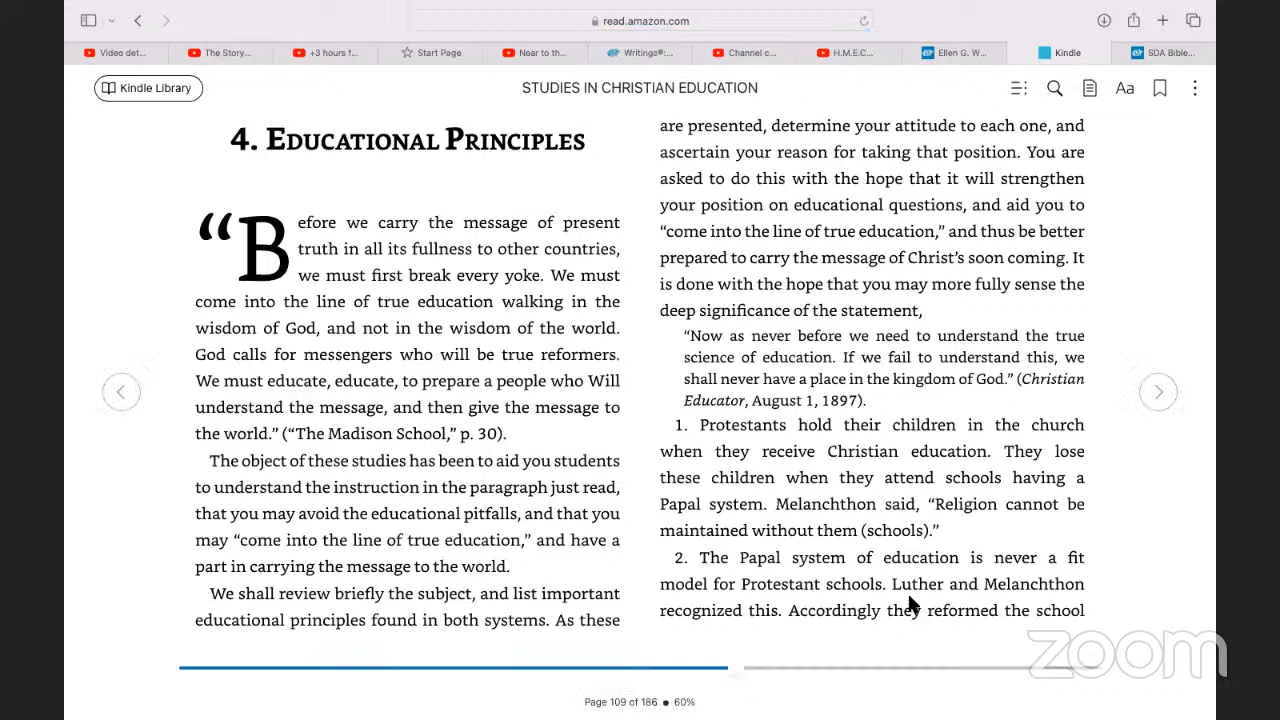 read.amazon.com
Video det...
The Story...
+3 hours f...
Start Page
Near to th...
Writings®:...
Channel c...
H.M.E.C...
Ellen G. W...
Kindle
SDA Bible...
Kindle Library
STUDIES IN CHRISTIAN EDUCATION
Aa
4. EDUCATIONAL PRINCIPLES
“Before we carry the message of present
truth in all its fullness to other countries,
we must first break every yoke. We must
come into the line of true education walking in the
wisdom of God, and not in the wisdom of the world.
God calls for messengers who will be true reformers.
We must educate, educate, to prepare a people who Will
understand the message, and then give the message to
the world.” (“The Madison School,” p. 30).
The object of these studies has been to aid you students
to understand the instruction in the paragraph just read,
that you may avoid the educational pitfalls, and that you
may “come into the line of true education,” and have a
part in carrying the message to the world.
We shall review briefly the subject, and list important
educational principles found in both systems. As these
are presented, determine your attitude to each one, and
ascertain your reason for taking that position. You are
asked to do this with the hope that it will strengthen
your position on educational questions, and aid you to
“come into the line of true education,” and thus be better
prepared to carry the message of Christ’s soon coming. It
is done with the hope that you may more fully sense the
deep significance of the statement,
“Now as never before we need to understand the true
science of education. If we fail to understand this, we
shall never have a place in the kingdom of God.” (Christian
Educator, August 1, 1897).
1. Protestants hold their children in the church
when they receive Christian education. They lose
these children when they attend schools having a
Papal system. Melanchthon said, “Religion cannot be
maintained without them (schools).”
2. The Papal system of education is never a fit
model for Protestant schools. Luther and Melanchthon
recognized this. Accordingly they reformed the school
zoom
Page 109 of 186 ● 60%